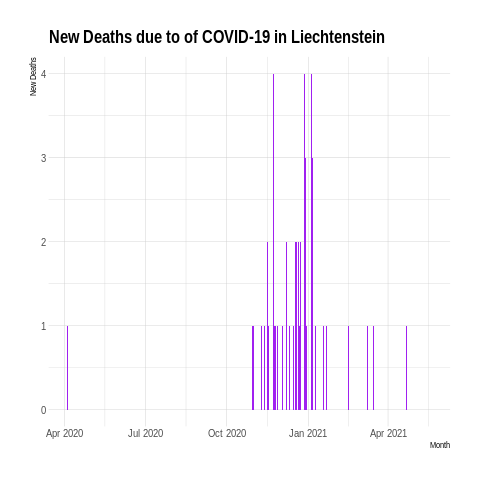 New Deaths due to of COVID-19 in Liechtenstein
New Deaths
4
3
2
1
0
Apr 2020 Jul 2020 Oct 2020 Jan 2021 Apr 2021
Month